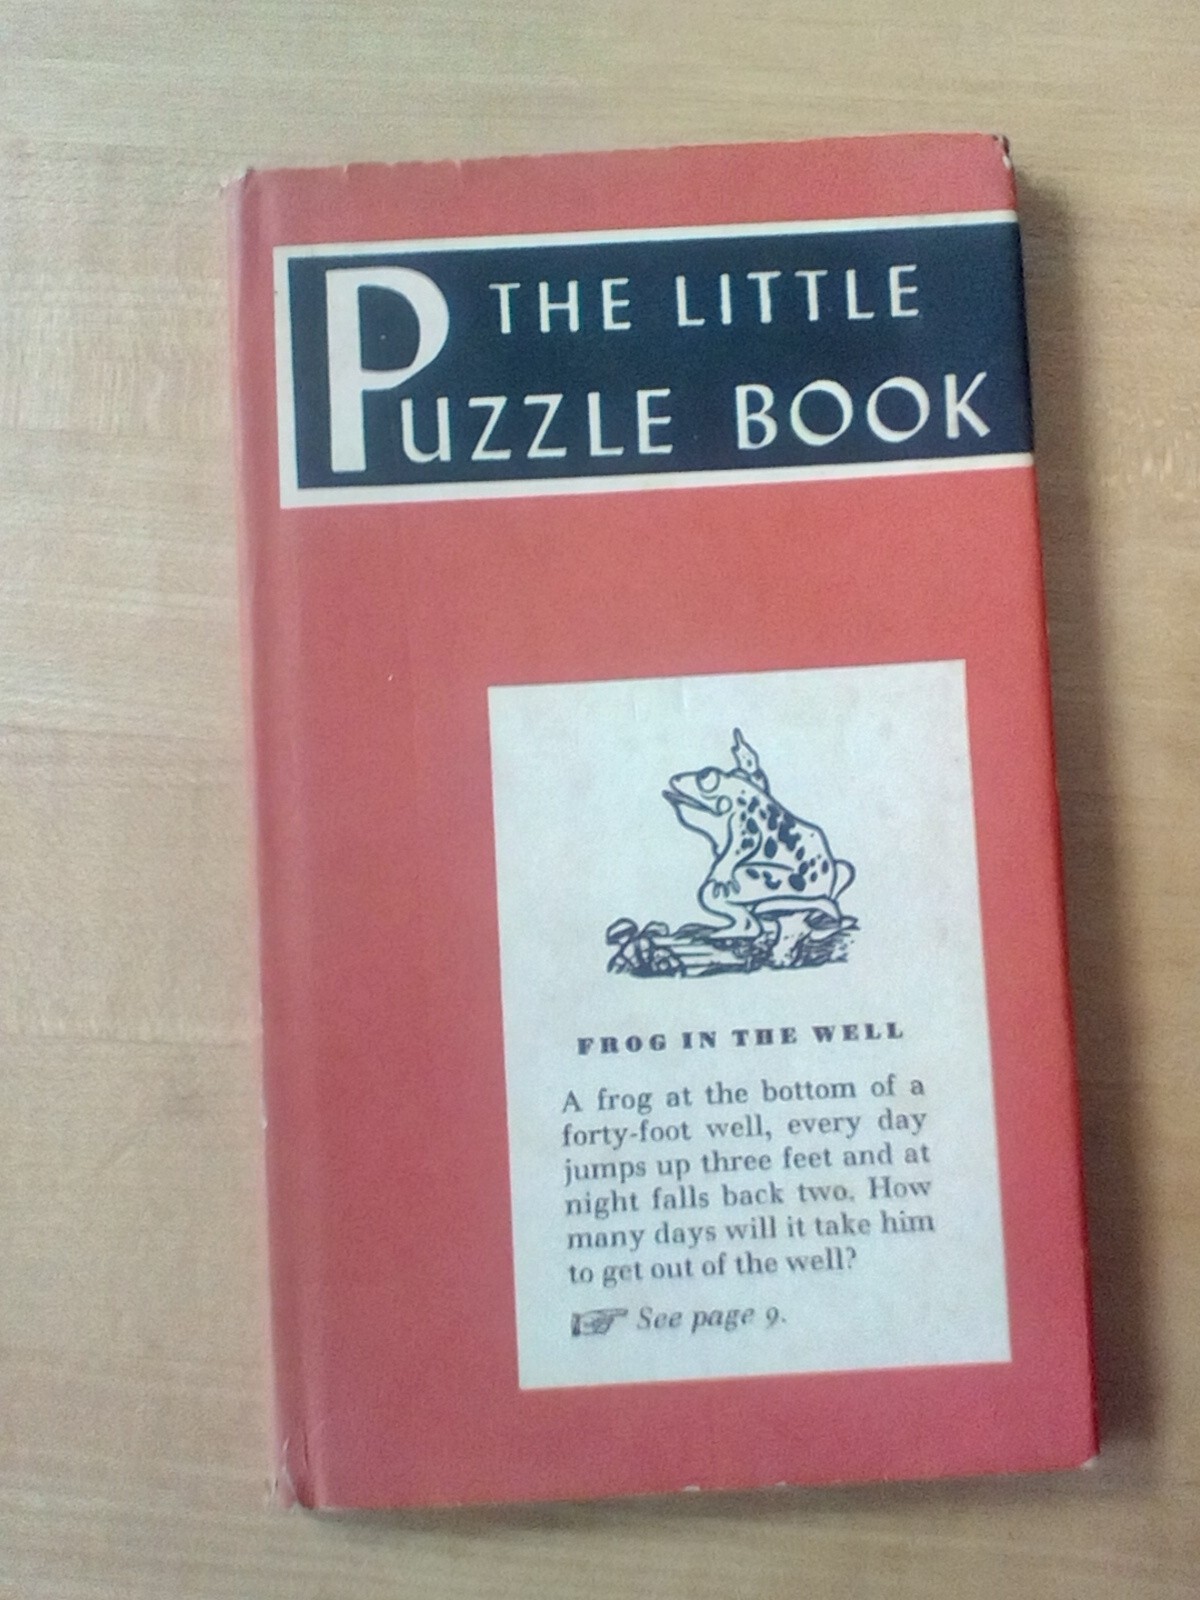 THE LITTLE
PUZZLE BOOK
FROG IN THE WELL
A frog at the bottom of a
forty-foot well, every day
jumps up three feet and at
night falls back two. How
many days will it take him
to get out of the well?
See page 9.